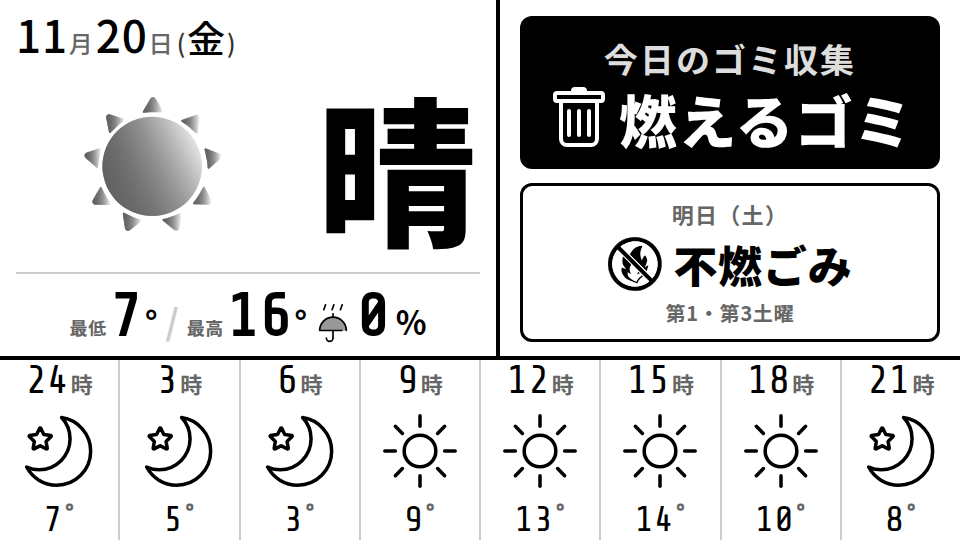 11月20日(金)
晴
最低 7° / 最高 16° 0 %
今日のゴミ収集
燃えるゴミ
明日（土）
不燃ごみ
第1・第3土曜
24時 3時 6時 9時 12時 15時 18時 21時
7° 5° 3° 9° 13° 14° 10° 8°